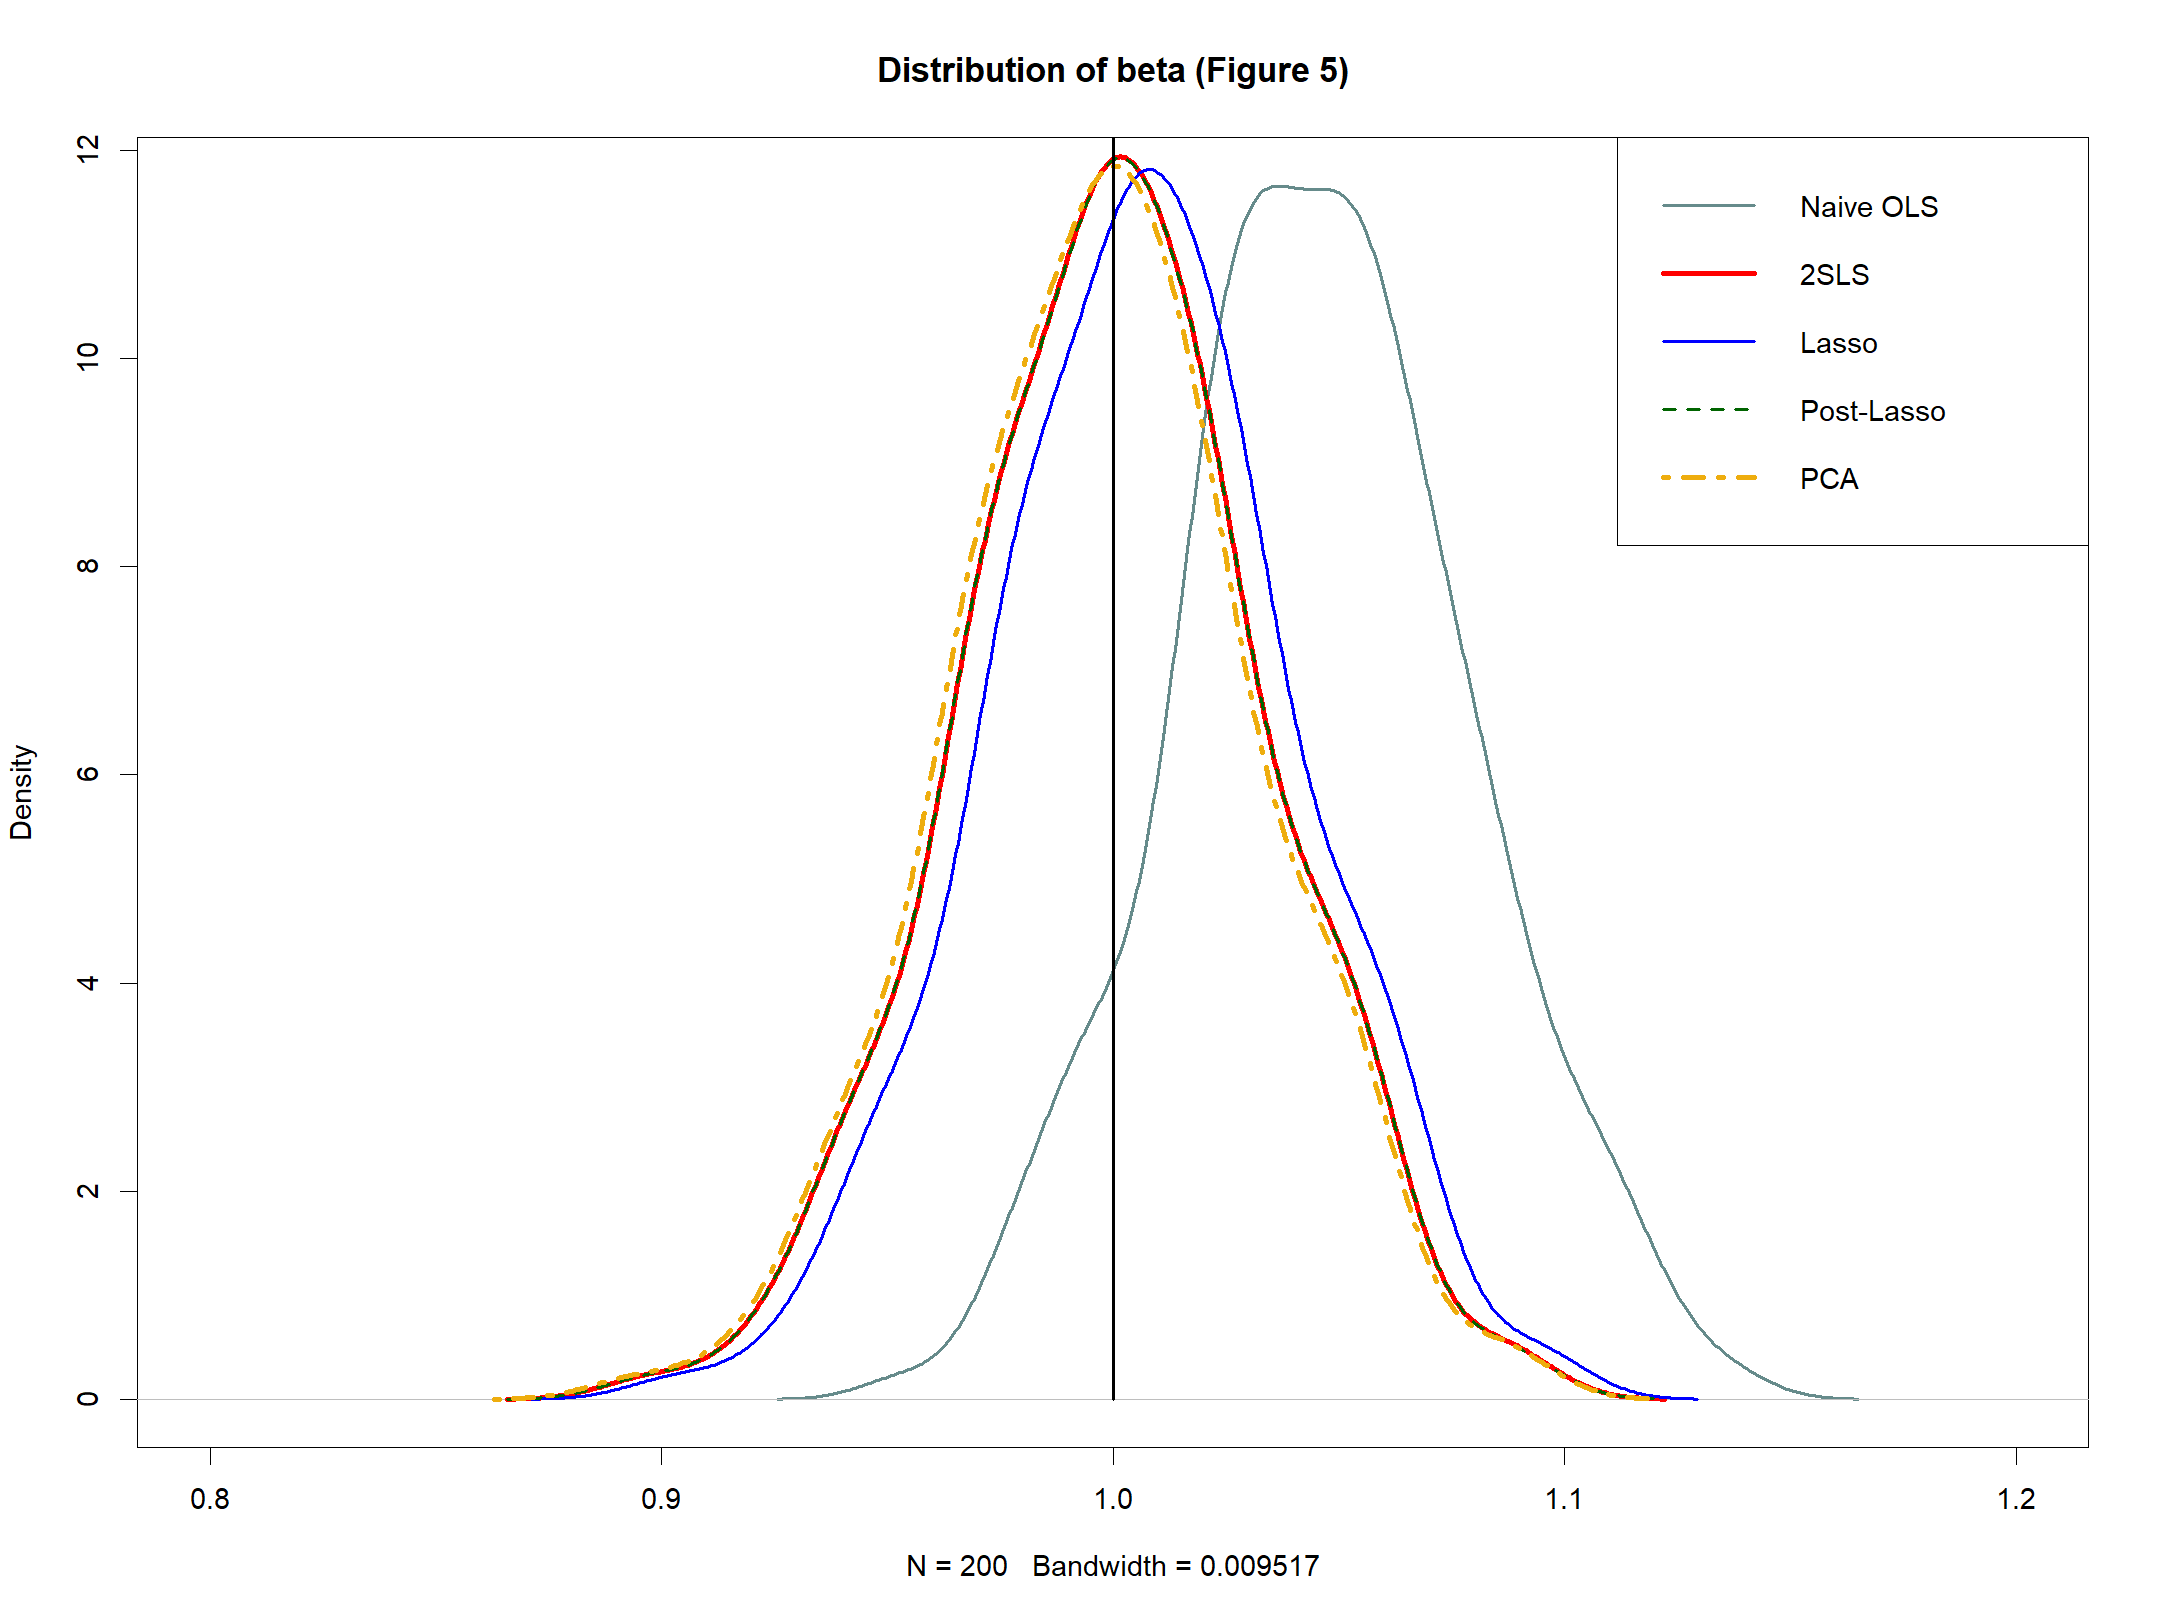 Distribution of beta (Figure 5)
Density
12
10
8
6
4
2
0
Naive OLS
2SLS
Lasso
Post-Lasso
PCA
0.8 0.9 1.0 1.1 1.2
N = 200 Bandwidth = 0.009517